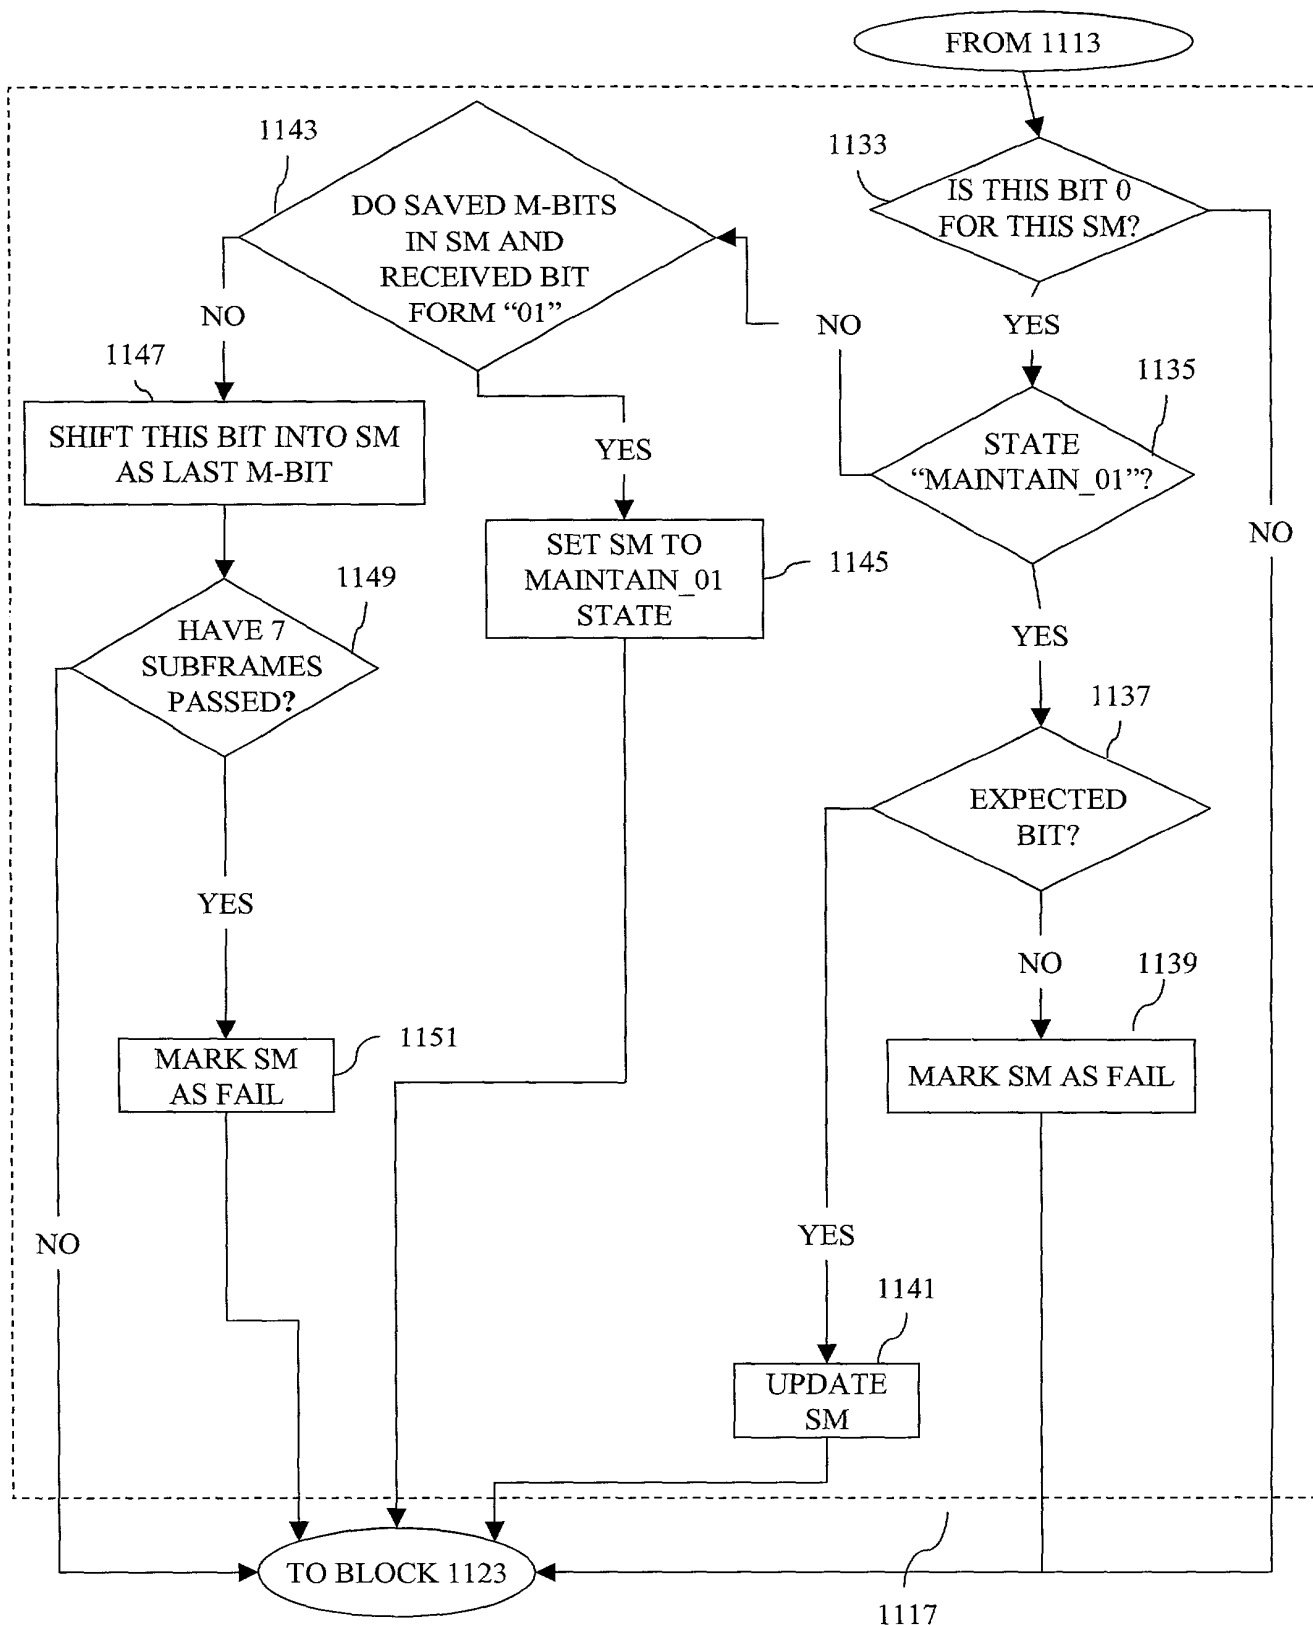 FROM 1113
1133
IS THIS BIT 0
FOR THIS SM?
NO
YES
1143
DO SAVED M-BITS
IN SM AND
RECEIVED BIT
FORM “01”
NO
1135
STATE
“MAINTAIN_01”?
NO
YES
1147
SHIFT THIS BIT INTO SM
AS LAST M-BIT
YES
SET SM TO
MAINTAIN_01
STATE
1145
1149
HAVE 7
SUBFRAMES
PASSED?
1137
EXPECTED
BIT?
YES
NO
1139
MARK SM AS FAIL
MARK SM
AS FAIL
1151
NO
YES
1141
UPDATE
SM
TO BLOCK 1123
1117